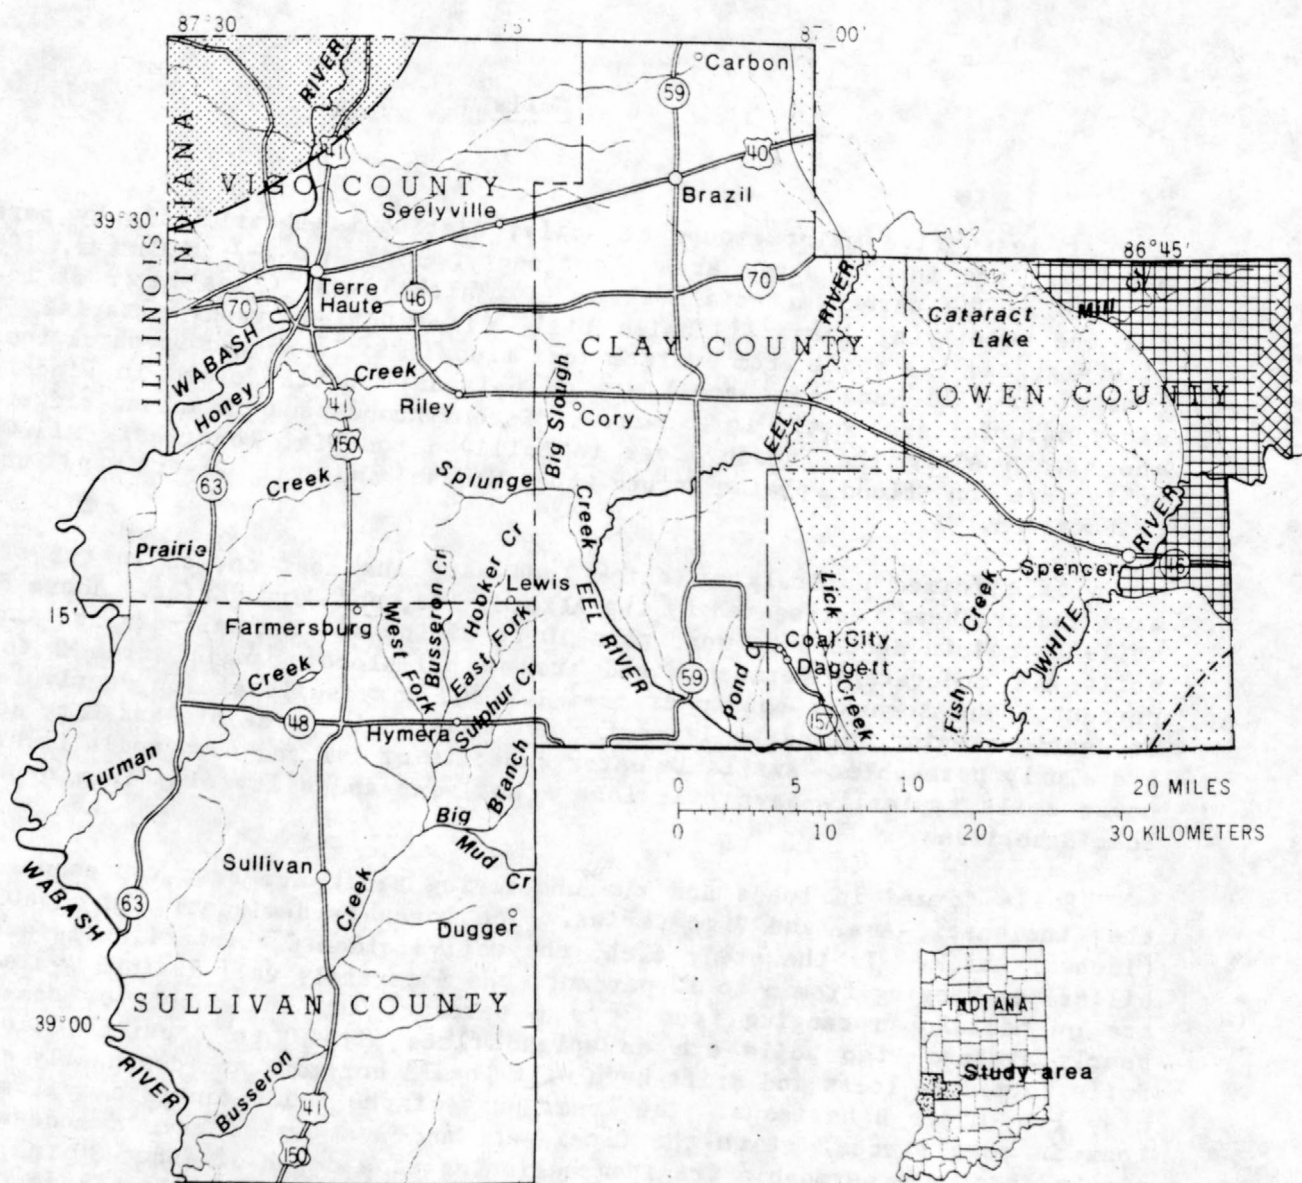 87°30'
15'
87°00'
RIVER
Carbon
59
41
40
VIGO COUNTY
Seelyville
Brazil
39°30'
INDIANA
ILLINOIS
86°45'
Terre
Haute
70
46
70
RIVER
Mill
Cr
Cataract
Lake
WABASH
CLAY COUNTY
Honey
Creek
Riley
41
Big Slough
Cory
OWEN COUNTY
150
EEL
63
Creek
Splunge
Creek
RIVER
Prairie
Spencer
46
15'
Farmersburg
West Fork
Busseron Cr
Hooker Cr
Lewis
East Fork
EEL RIVER
Lick
Creek
Creek
Coal City
Daggett
WHITE
Creek
59
Pond
157
Fish
48
Hymera
Sulphur Cr
Turman
Branch
Big
Mud
Cr
0 5 10 20 MILES
0 10 20 30 KILOMETERS
Sullivan
Creek
WABASH
63
Dugger
SULLIVAN COUNTY
39°00'
INDIANA
Study area
RIVER
Busseron
41
150